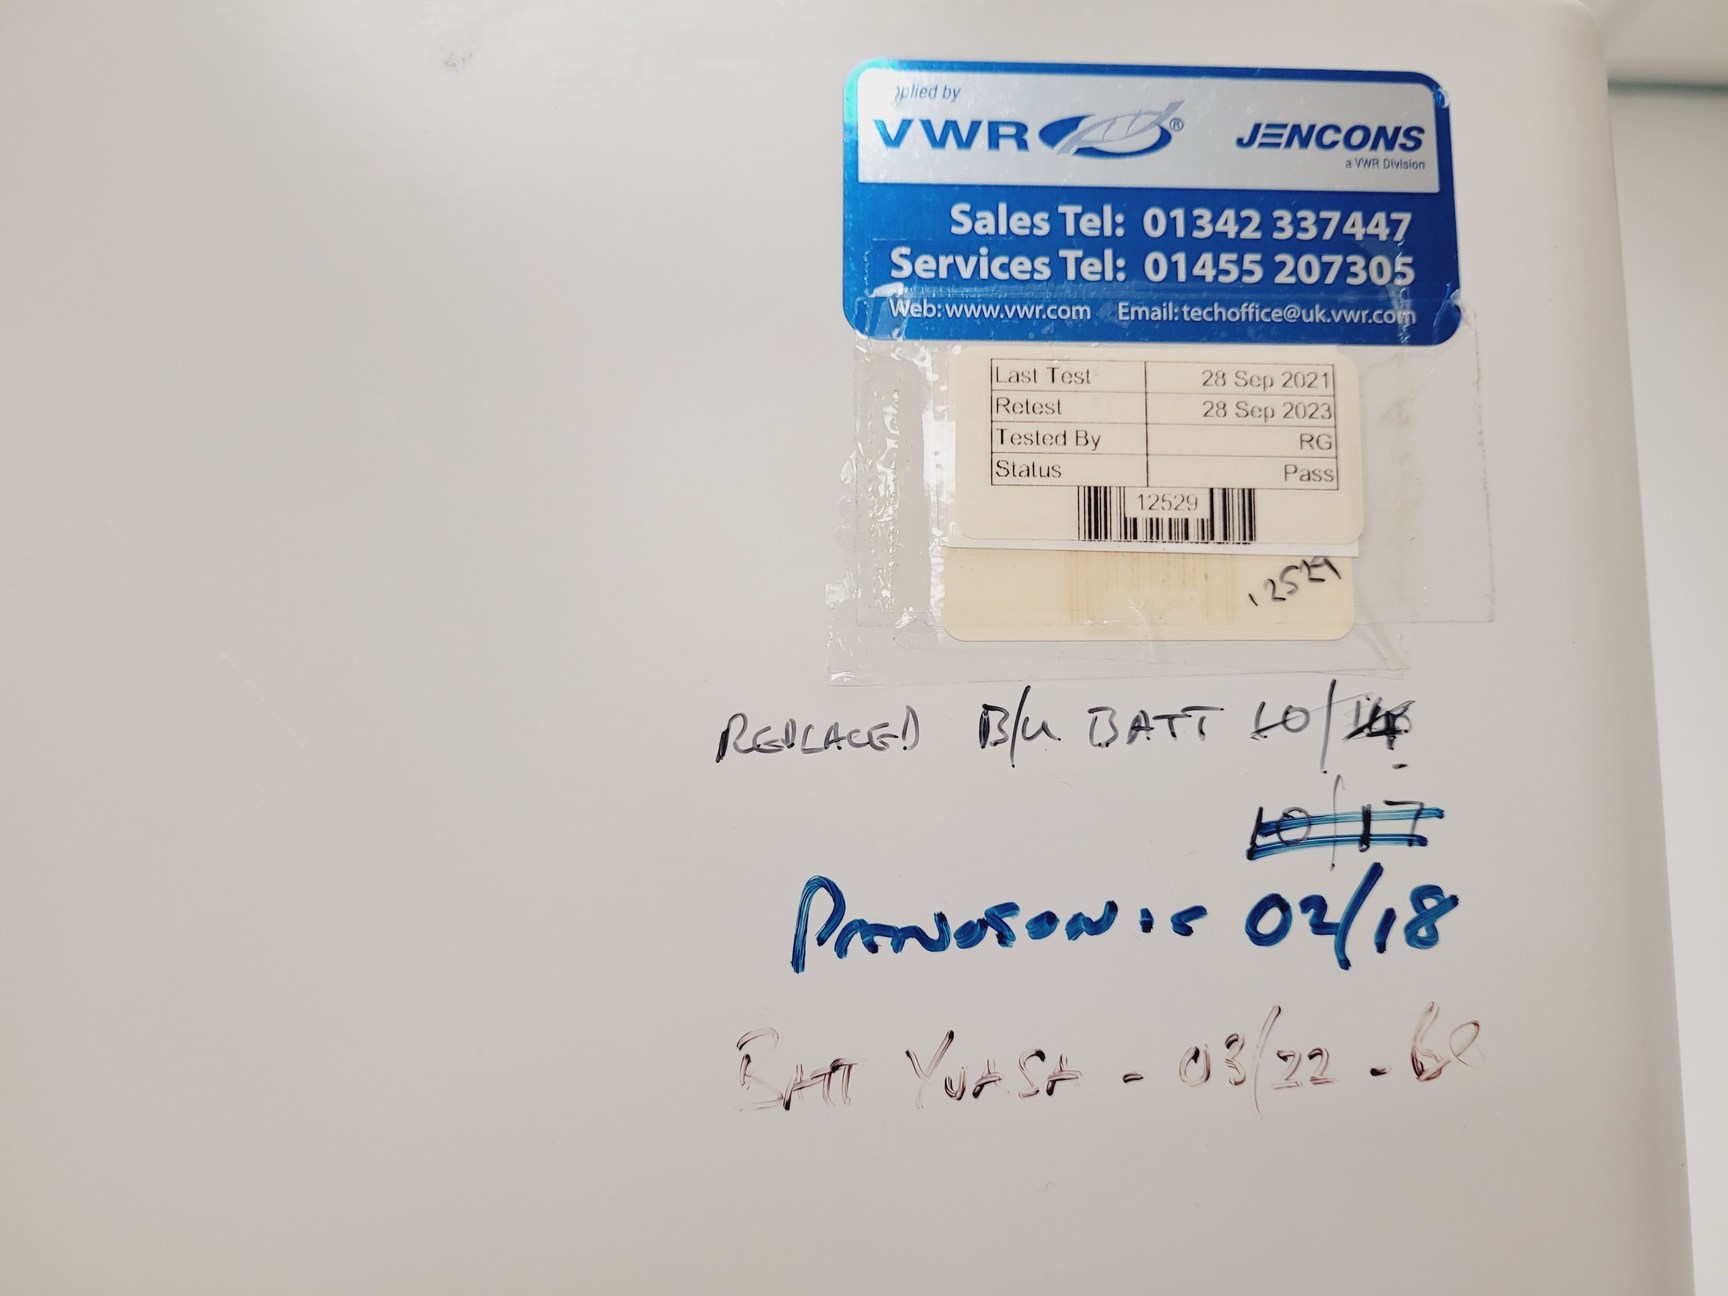 pplied by
VWR® JENCONS
a VWR Division
Sales Tel: 01342 337447
Services Tel: 01455 207305
Web: www.vwr.com Email: techoffice@uk.vwr.com
Last Test 28 Sep 2021
Retest 28 Sep 2023
Tested By RG
Status Pass
12529
12529
REPLACED B/U BATT 10/
10/17
PANASONIC 02/18
BATT YUASA - 03/22 -